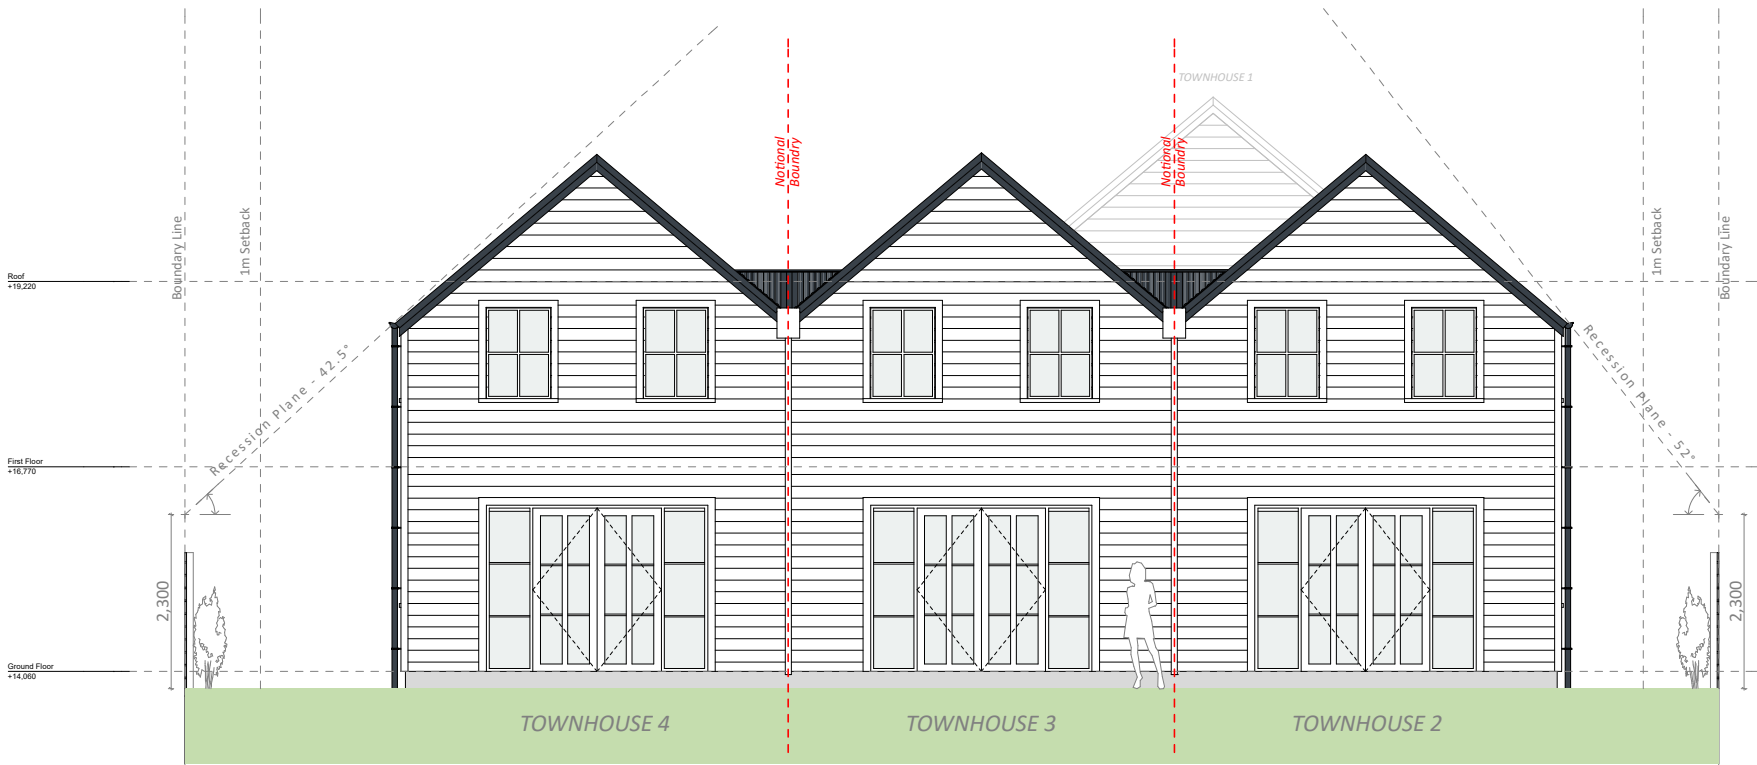 TOWNHOUSE 1
Notional
Boundry
Notional
Boundry
Boundary Line
1m Setback
1m Setback
Boundary Line
Roof
+19,220
Recession Plane - 42.5°
Recession Plane - 52°
First Floor
+16,770
2,300
2,300
Ground Floor
+14,060
TOWNHOUSE 4
TOWNHOUSE 3
TOWNHOUSE 2